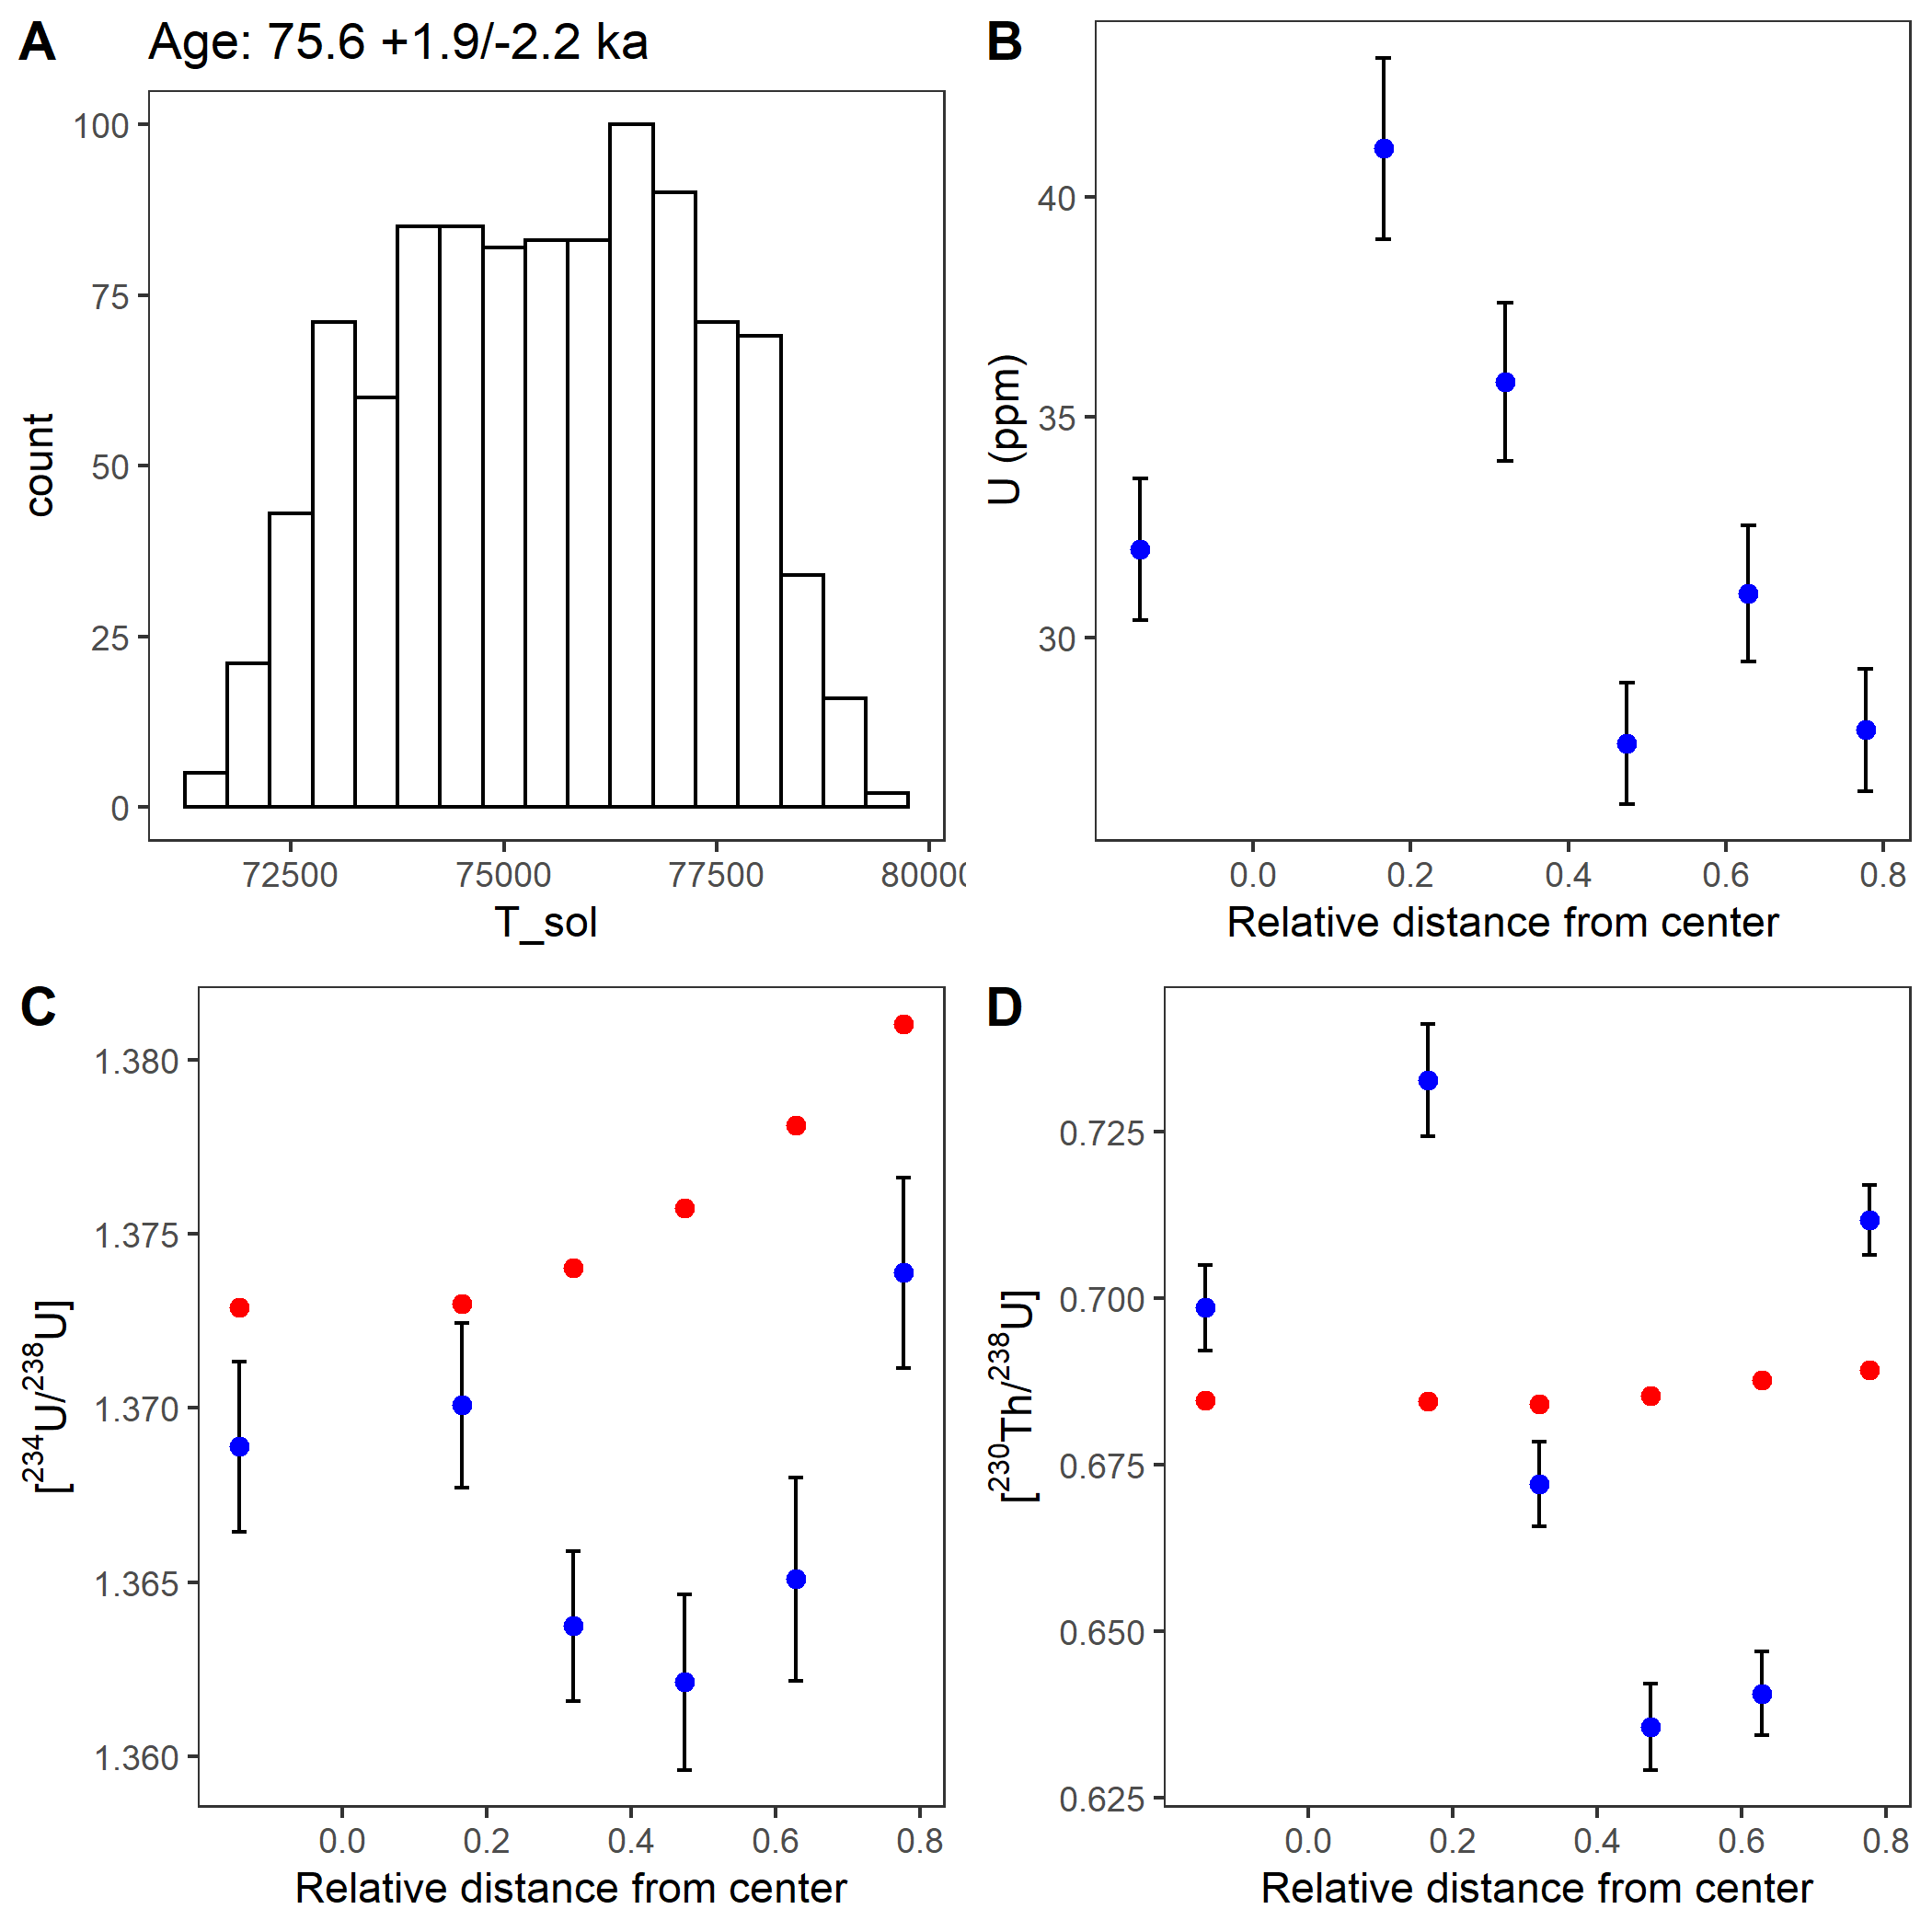 A
Age: 75.6 +1.9/-2.2 ka
100
75
50
25
0
count
72500 75000 77500 8000
T_sol
B
40
35
30
U (ppm)
0.0 0.2 0.4 0.6 0.8
Relative distance from center
C
1.380
1.375
1.370
1.365
1.360
[²³⁴U/²³⁸U]
0.0 0.2 0.4 0.6 0.8
Relative distance from center
D
0.725
0.700
0.675
0.650
0.625
[²³⁰Th/²³⁸U]
0.0 0.2 0.4 0.6 0.8
Relative distance from center